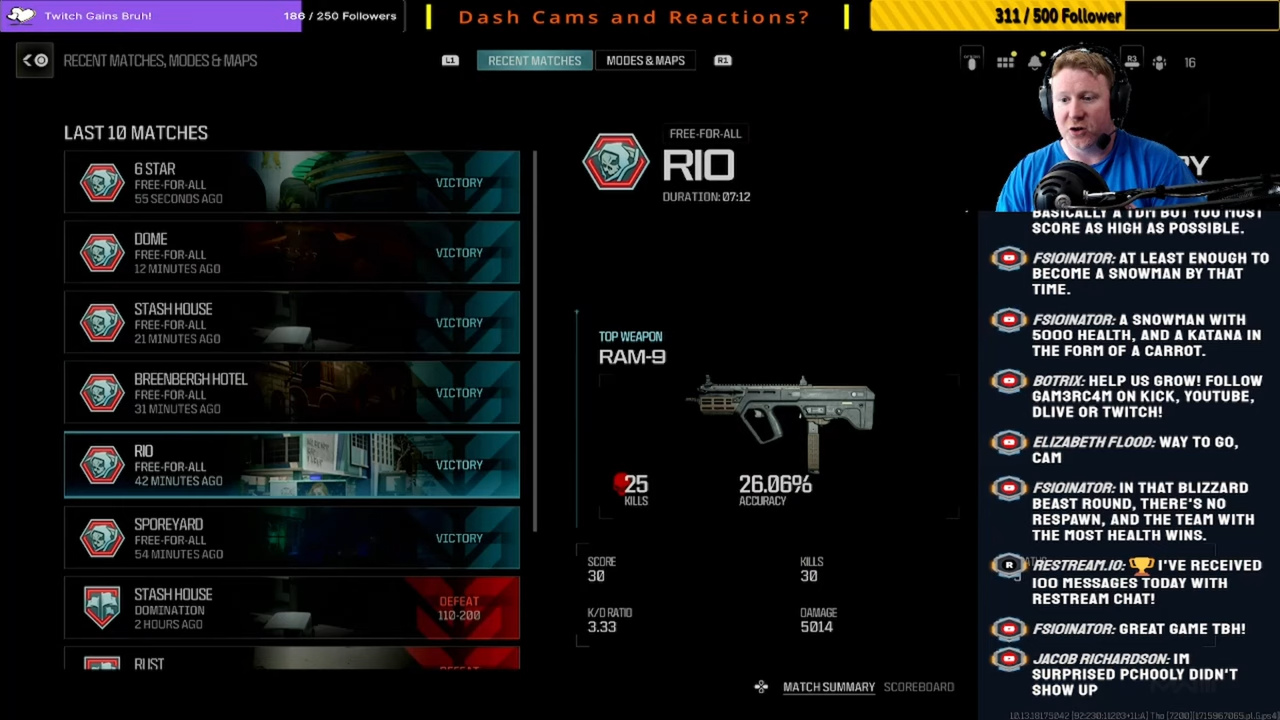 Twitch Gains Bruh!
186 / 250 Followers
Dash Cams and Reactions?
311 / 500 Follower
RECENT MATCHES, MODES & MAPS
L1
RECENT MATCHES
MODES & MAPS
R1
R3
16
LAST 10 MATCHES
6 STAR
FREE-FOR-ALL
55 SECONDS AGO
VICTORY
DOME
FREE-FOR-ALL
12 MINUTES AGO
VICTORY
STASH HOUSE
FREE-FOR-ALL
21 MINUTES AGO
VICTORY
BREENBERGH HOTEL
FREE-FOR-ALL
31 MINUTES AGO
VICTORY
RIO
FREE-FOR-ALL
42 MINUTES AGO
VICTORY
SPOREYARD
FREE-FOR-ALL
54 MINUTES AGO
VICTORY
STASH HOUSE
DOMINATION
2 HOURS AGO
DEFEAT
110-200
RUST
DEFEAT
FREE-FOR-ALL
RIO
DURATION: 07:12
TOP WEAPON
RAM-9
25
KILLS
26.06%
ACCURACY
SCORE
30
KILLS
30
K/D RATIO
3.33
DAMAGE
5014
MATCH SUMMARY
SCOREBOARD
BASICALLY A TDM BUT YOU MUST
SCORE AS HIGH AS POSSIBLE.
FSIOINATOR: AT LEAST ENOUGH TO
BECOME A SNOWMAN BY THAT
TIME.
FSIOINATOR: A SNOWMAN WITH
5000 HEALTH, AND A KATANA IN
THE FORM OF A CARROT.
BOTRIX: HELP US GROW! FOLLOW
GAM3RC4M ON KICK, YOUTUBE,
DLIVE OR TWITCH!
ELIZABETH FLOOD: WAY TO GO,
CAM
FSIOINATOR: IN THAT BLIZZARD
BEAST ROUND, THERE'S NO
RESPAWN, AND THE TEAM WITH
THE MOST HEALTH WINS.
RESTREAM.IO: 🏆 I'VE RECEIVED
100 MESSAGES TODAY WITH
RESTREAM CHAT!
FSIOINATOR: GREAT GAME TBH!
JACOB RICHARDSON: IM
SURPRISED PCHOOLY DIDN'T
SHOW UP